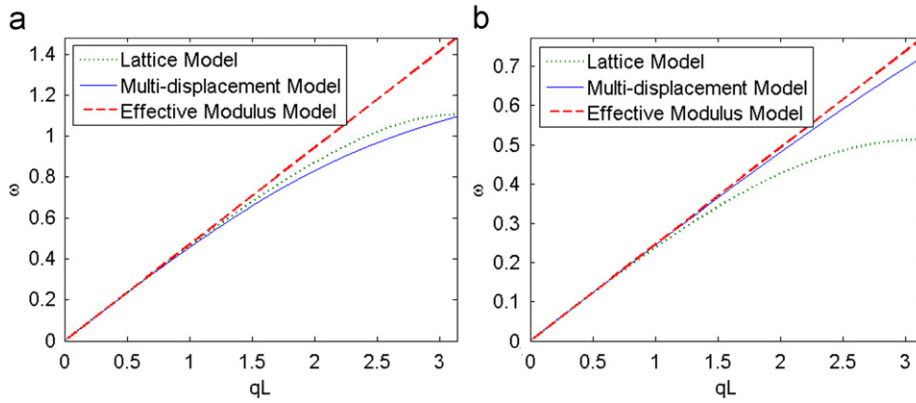 a
1.4
1.2
1
0.8
0.6
0.4
0.2
0
ω
Lattice Model
Multi-displacement Model
Effective Modulus Model
0 0.5 1 1.5 2 2.5 3
qL
b
0.7
0.6
0.5
0.4
0.3
0.2
0.1
0
ω
Lattice Model
Multi-displacement Model
Effective Modulus Model
0 0.5 1 1.5 2 2.5 3
qL